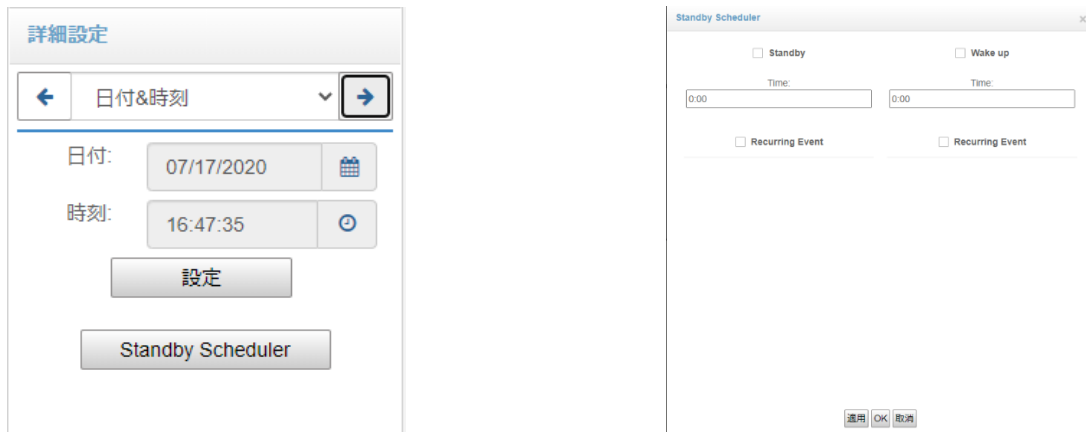 詳細設定
日付&時刻
日付:
07/17/2020
時刻:
16:47:35
設定
Standby Scheduler
Standby Scheduler
Standby
Wake up
Time:
Time:
0:00
0:00
Recurring Event
Recurring Event
適用 OK 取消